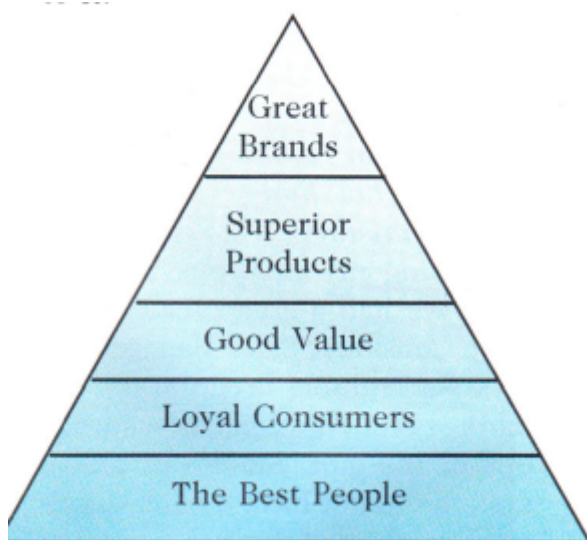 Great
Brands
Superior
Products
Good Value
Loyal Consumers
The Best People